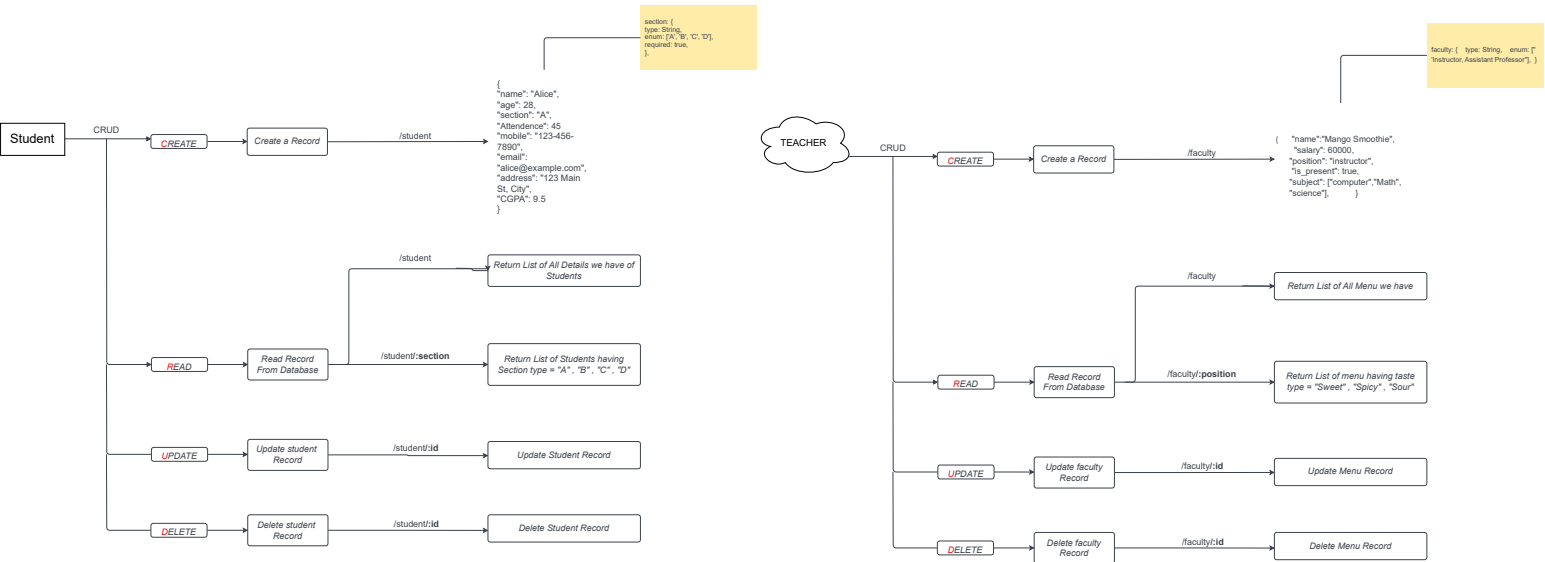 section: {
type: String,
enum: ['A', 'B', 'C', 'D'],
required: true,
},
{
"name": "Alice",
"age": 28,
"section": "A",
"Attendence": 45
"mobile": "123-456-
7890",
"email":
"alice@example.com",
"address": "123 Main
St, City",
"CGPA": 9.5
}
Student
CRUD
CREATE
Create a Record
/student
/student
Return List of All Details we have of
Students
READ
Read Record
From Database
/student/:section
Return List of Students having
Section type = "A" , "B" , "C" , "D"
UPDATE
Update student
Record
/student/:id
Update Student Record
DELETE
Delete student
Record
/student/:id
Delete Student Record
faculty: { type: String, enum: ["
'Instructor, Assistant Professor"], }
TEACHER
CRUD
CREATE
Create a Record
/faculty
{ "name":"Mango Smoothie",
"salary": 60000,
"position": "instructor",
"is_present": true,
"subject": ["computer","Math",
"science"], }
/faculty
Return List of All Menu we have
READ
Read Record
From Database
/faculty/:position
Return List of menu having taste
type = "Sweet" , "Spicy" , "Sour"
UPDATE
Update faculty
Record
/faculty/:id
Update Menu Record
DELETE
Delete faculty
Record
/faculty/:id
Delete Menu Record